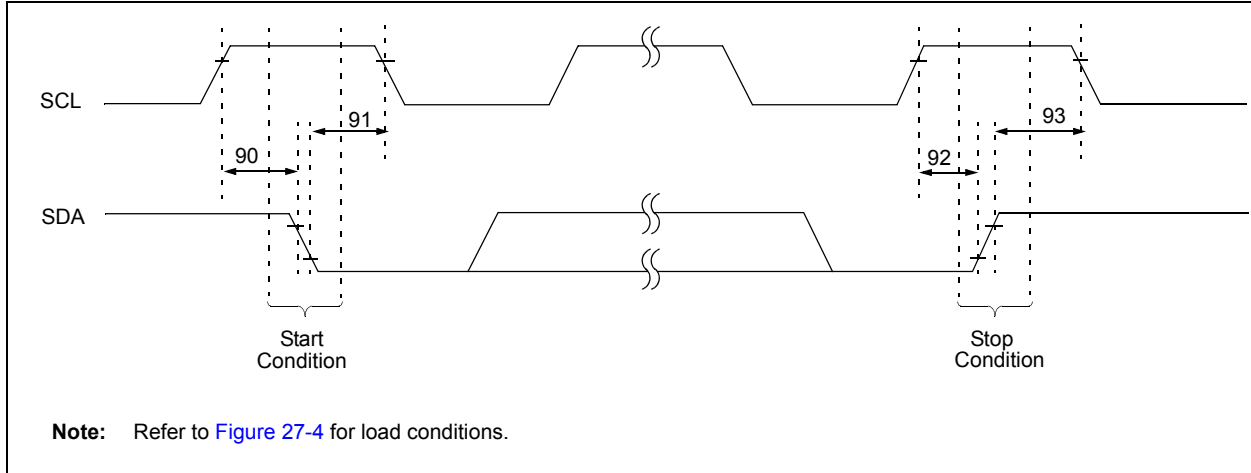 SCL
91
93
90
92
SDA
Start
Condition
Stop
Condition
Note: Refer to Figure 27-4 for load conditions.